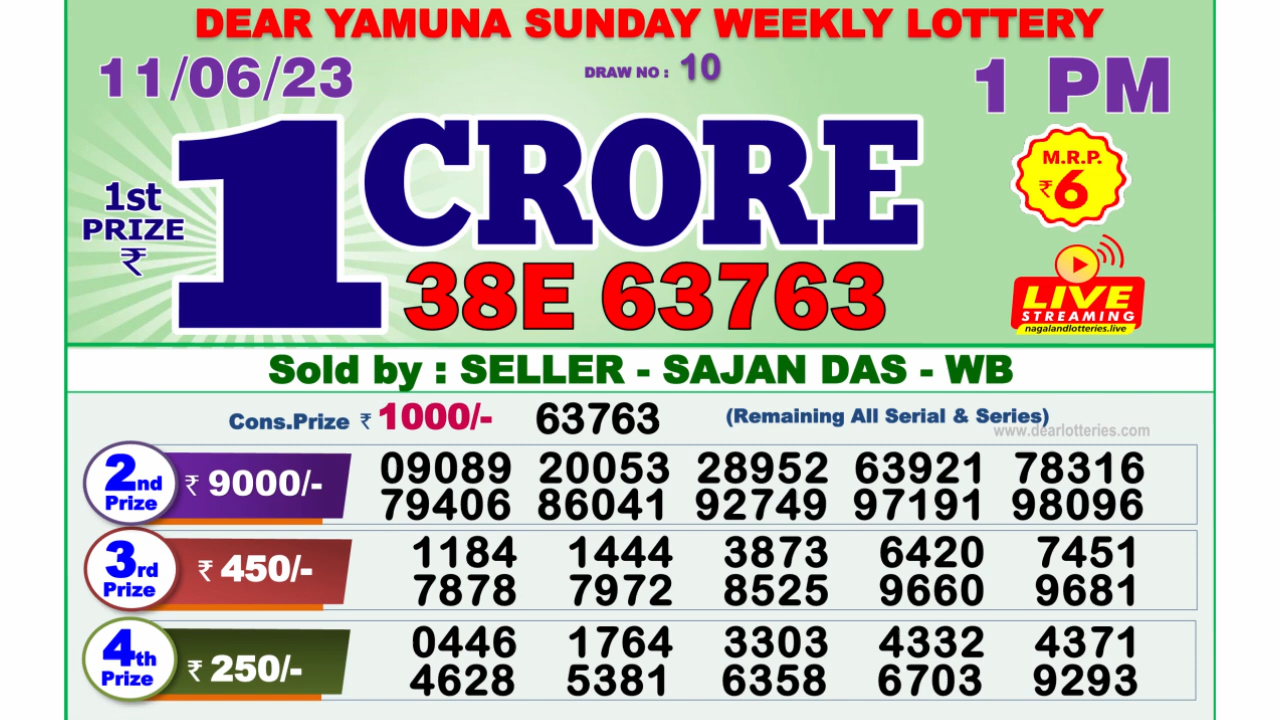 DEAR YAMUNA SUNDAY WEEKLY LOTTERY
11/06/23
DRAW NO : 10
1 PM
1st
PRIZE
₹
1 CRORE
38E 63763
M.R.P.
₹6
LIVE
STREAMING
nagalandlotteries.live
Sold by : SELLER - SAJAN DAS - WB
Cons.Prize ₹ 1000/- 63763 (Remaining All Serial & Series)
www.dearlotteries.com
2nd
Prize
₹ 9000/-
09089 20053 28952 63921 78316
79406 86041 92749 97191 98096
3rd
Prize
₹ 450/-
1184 1444 3873 6420 7451
7878 7972 8525 9660 9681
4th
Prize
₹ 250/-
0446 1764 3303 4332 4371
4628 5381 6358 6703 9293